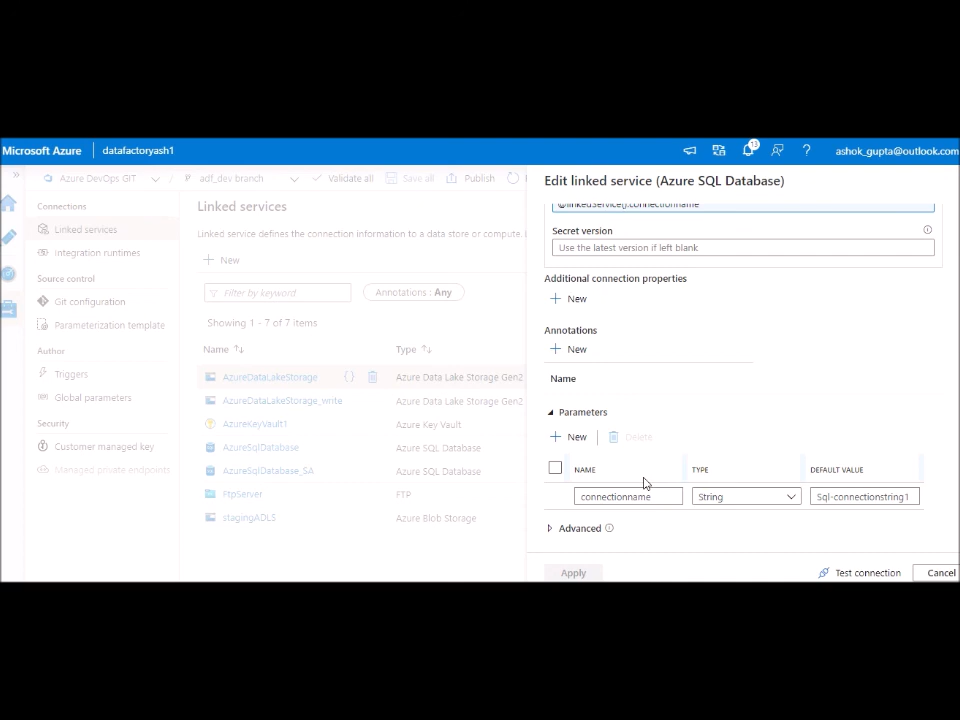 Microsoft Azure datafactoryash1 13 ashok_gupta@outlook.com
» Azure DevOps GIT / adf_dev branch Validate all Save all Publish
Edit linked service (Azure SQL Database)
Connections
Linked services
Integration runtimes
Source control
Git configuration
Parameterization template
Author
Triggers
Global parameters
Security
Customer managed key
Managed private endpoints
Linked services
Linked service defines the connection information to a data store or compute.
+ New
Filter by keyword Annotations : Any
Showing 1 - 7 of 7 items
Name Type
AzureDataLakeStorage {} Azure Data Lake Storage Gen2
AzureDataLakeStorage_write Azure Data Lake Storage Gen2
AzureKeyVault1 Azure Key Vault
AzureSqlDatabase Azure SQL Database
AzureSqlDatabase_SA Azure SQL Database
FtpServer FTP
stagingADLS Azure Blob Storage
@linkedService().connectionname
Secret version
Use the latest version if left blank
Additional connection properties
+ New
Annotations
+ New
Name
Parameters
+ New Delete
NAME TYPE DEFAULT VALUE
connectionname String Sql-connectionstring1
Advanced
Apply Test connection Cancel